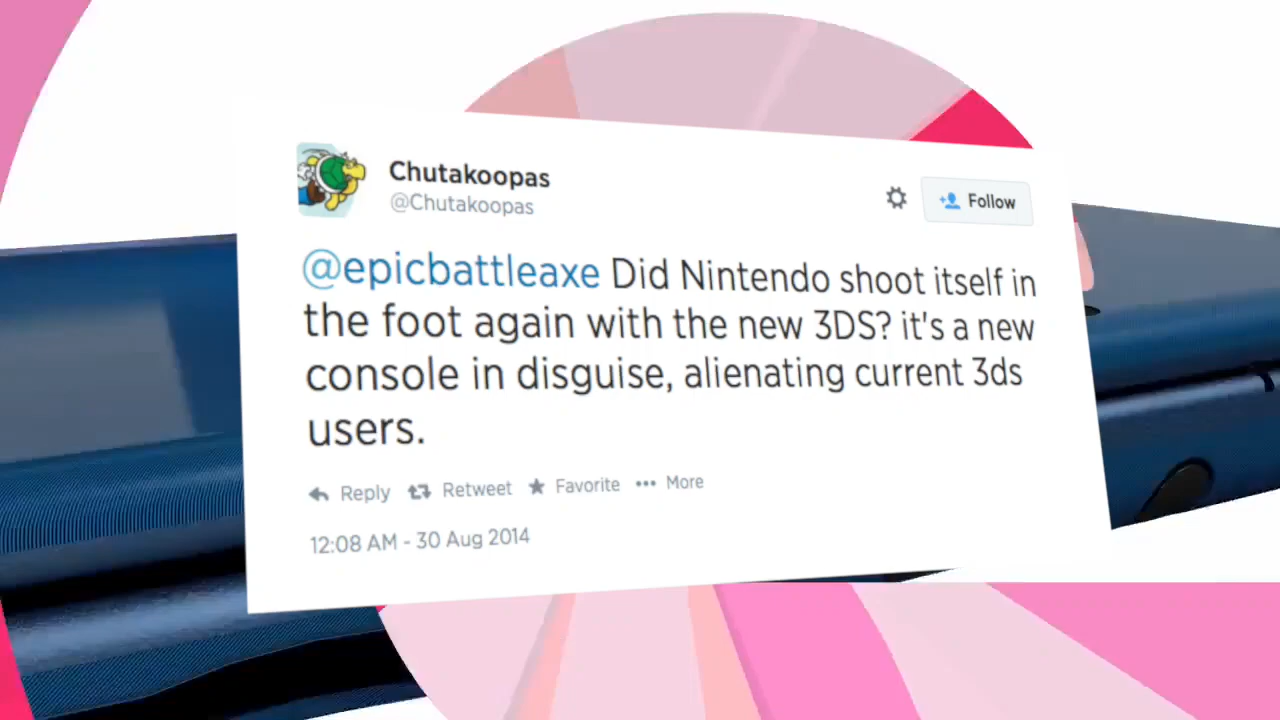 Chutakoopas
@Chutakoopas
Follow
@epicbattleaxe Did Nintendo shoot itself in
the foot again with the new 3DS? it's a new
console in disguise, alienating current 3ds
users.
Reply Retweet Favorite More
12:08 AM - 30 Aug 2014